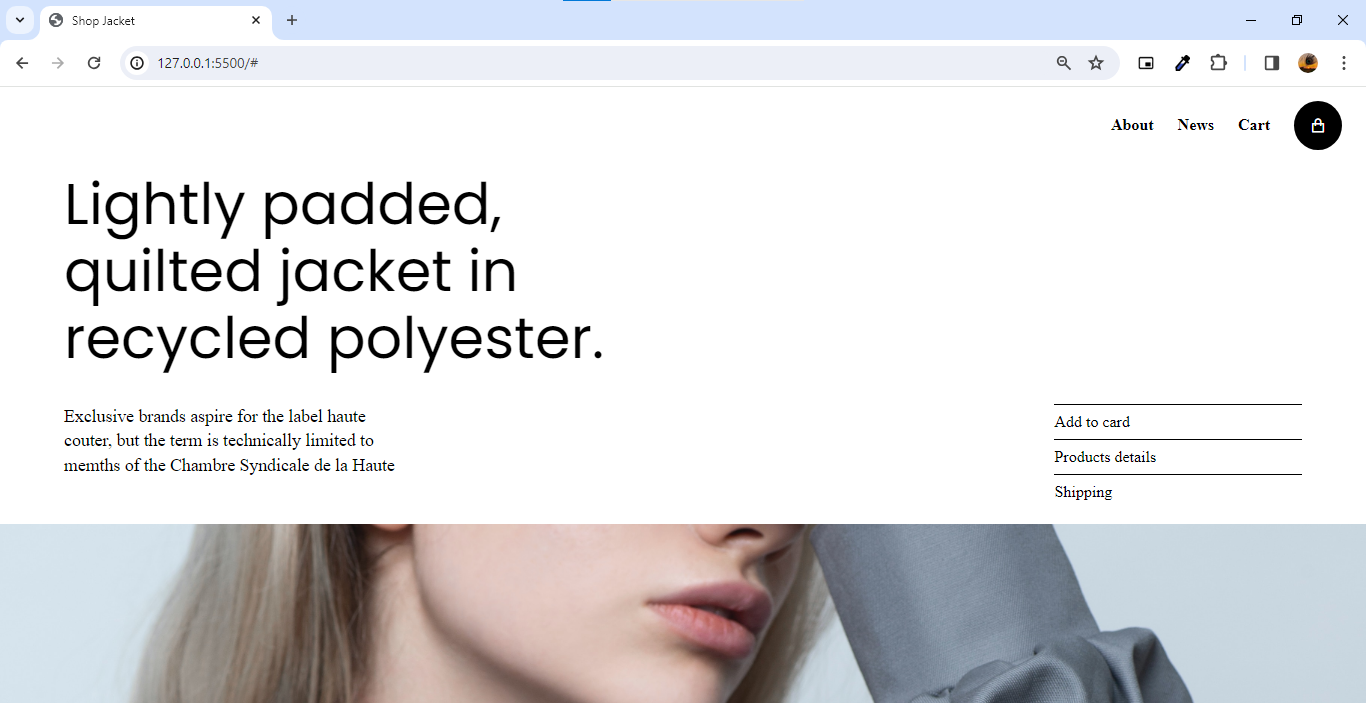 Shop Jacket
127.0.0.1:5500/#
About News Cart
Lightly padded,
quilted jacket in
recycled polyester.
Exclusive brands aspire for the label haute
couter, but the term is technically limited to
memths of the Chambre Syndicale de la Haute
Add to card
Products details
Shipping